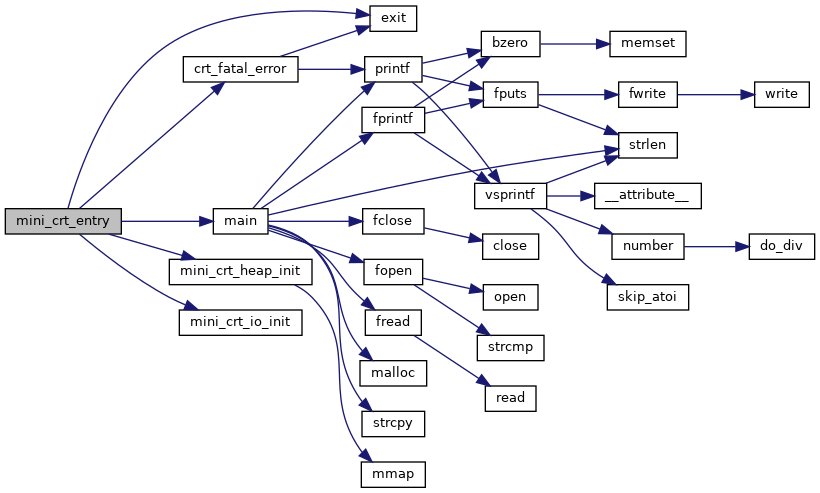 mini_crt_entry
exit
crt_fatal_error
main
mini_crt_heap_init
mini_crt_io_init
printf
fprintf
fclose
fopen
fread
malloc
strcpy
mmap
bzero
fputs
vsprintf
close
open
strcmp
read
memset
fwrite
strlen
__attribute__
number
skip_atoi
write
do_div